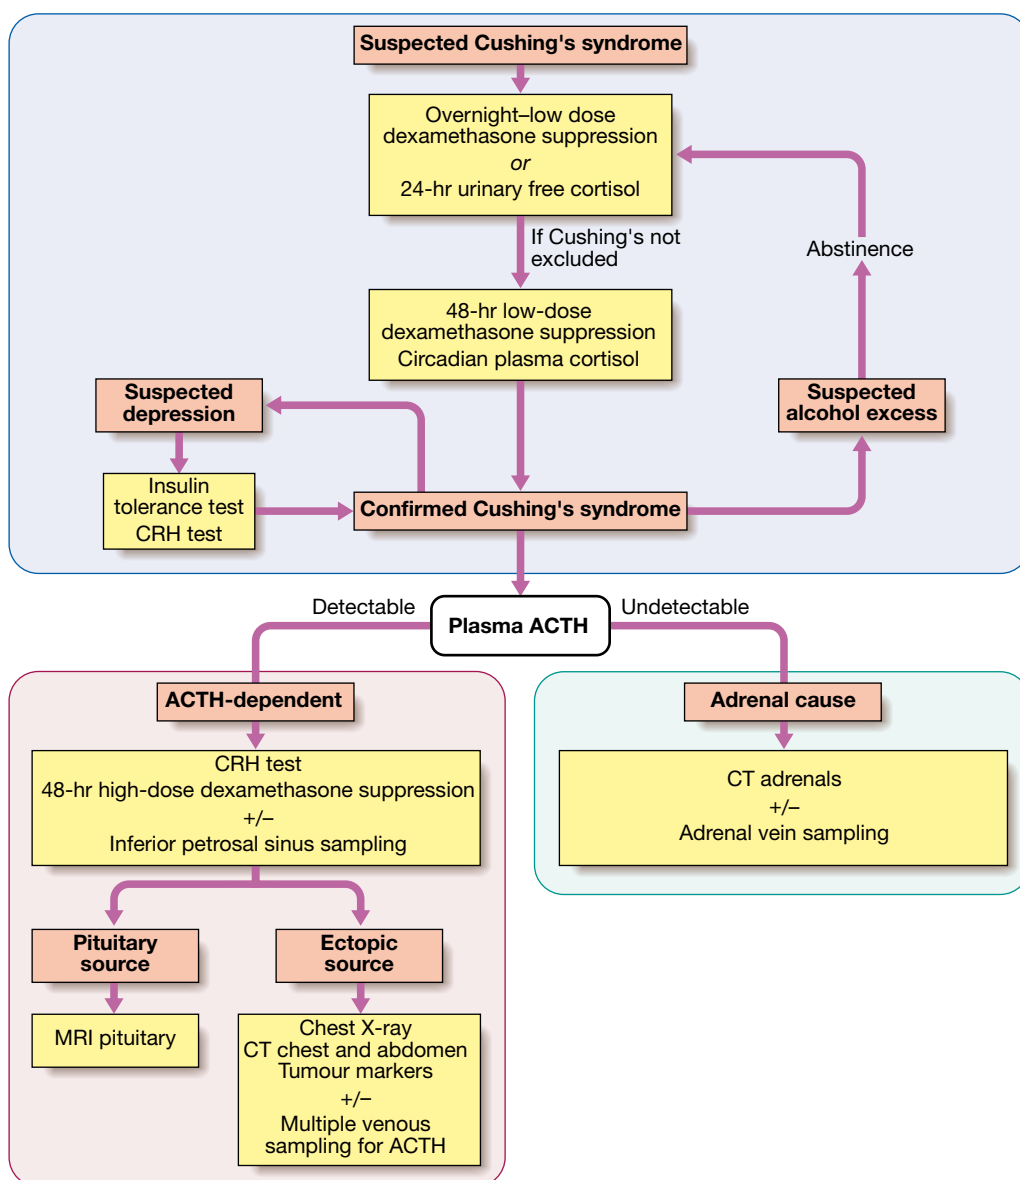 Suspected Cushing's syndrome
Overnight–low dose
dexamethasone suppression
or
24-hr urinary free cortisol
If Cushing's not
excluded
Abstinence
48-hr low-dose
dexamethasone suppression
Circadian plasma cortisol
Suspected
depression
Suspected
alcohol excess
Insulin
tolerance test
CRH test
Confirmed Cushing's syndrome
Detectable
Plasma ACTH
Undetectable
ACTH-dependent
Adrenal cause
CRH test
48-hr high-dose dexamethasone suppression
+/–
Inferior petrosal sinus sampling
CT adrenals
+/–
Adrenal vein sampling
Pituitary
source
Ectopic
source
MRI pituitary
Chest X-ray
CT chest and abdomen
Tumour markers
+/–
Multiple venous
sampling for ACTH